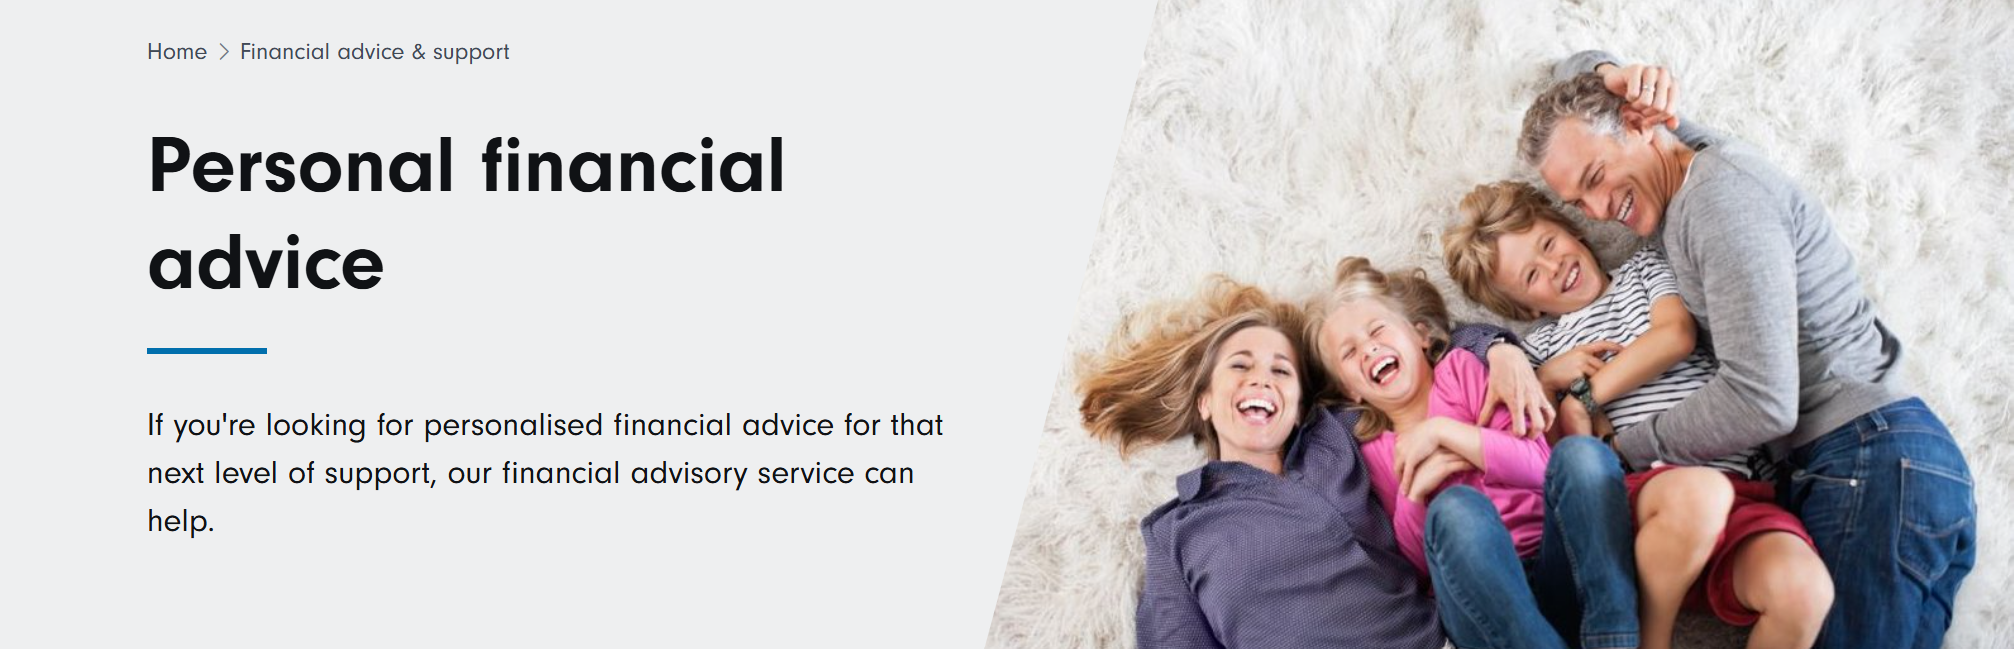 Home > Financial advice & support
Personal financial
advice
If you're looking for personalised financial advice for that
next level of support, our financial advisory service can
help.